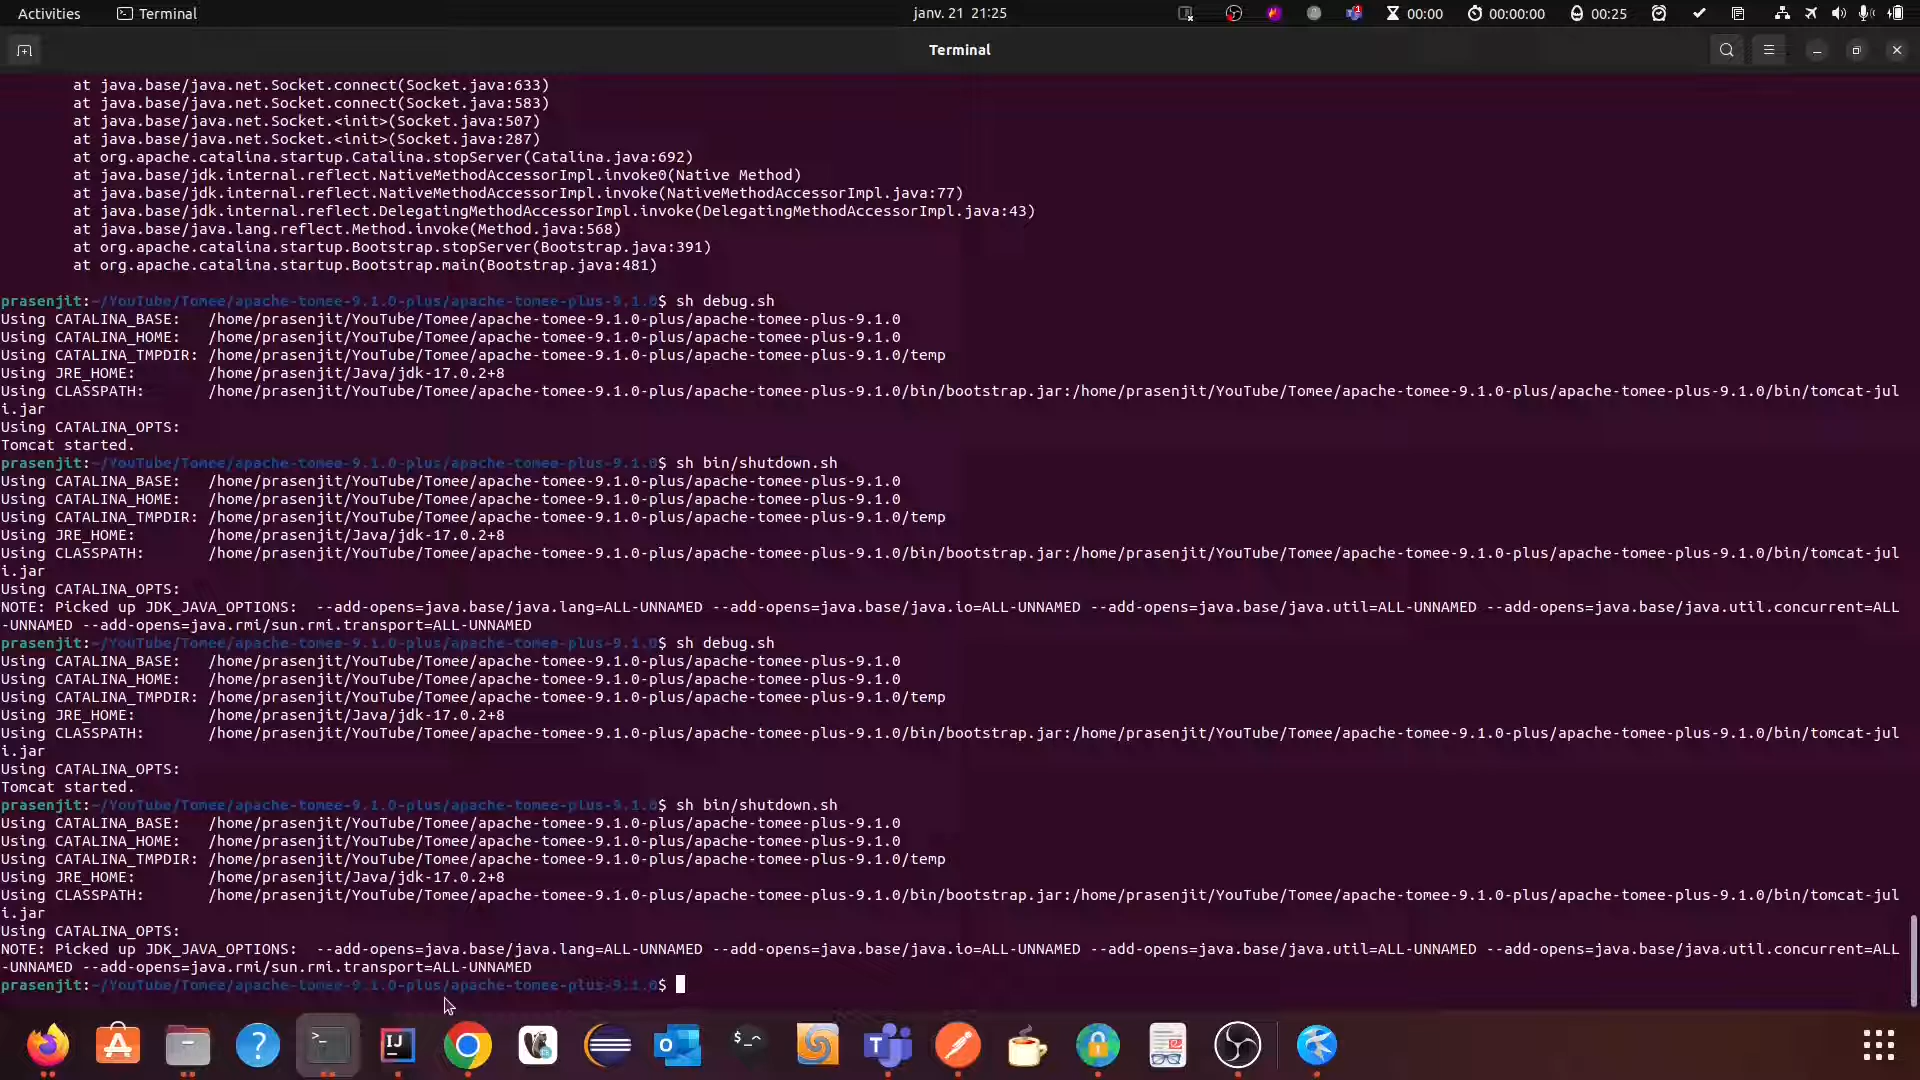 Activities Terminal janv. 21 21:25 00:00 00:00:00 00:25
Terminal
at java.base/java.net.Socket.connect(Socket.java:633)
at java.base/java.net.Socket.connect(Socket.java:583)
at java.base/java.net.Socket.<init>(Socket.java:507)
at java.base/java.net.Socket.<init>(Socket.java:287)
at org.apache.catalina.startup.Catalina.stopServer(Catalina.java:692)
at java.base/jdk.internal.reflect.NativeMethodAccessorImpl.invoke0(Native Method)
at java.base/jdk.internal.reflect.NativeMethodAccessorImpl.invoke(NativeMethodAccessorImpl.java:77)
at java.base/jdk.internal.reflect.DelegatingMethodAccessorImpl.invoke(DelegatingMethodAccessorImpl.java:43)
at java.base/java.lang.reflect.Method.invoke(Method.java:568)
at org.apache.catalina.startup.Bootstrap.stopServer(Bootstrap.java:391)
at org.apache.catalina.startup.Bootstrap.main(Bootstrap.java:481)
prasenjit:~/YouTube/Tomee/apache-tomee-9.1.0-plus/apache-tomee-plus-9.1.0$ sh debug.sh
Using CATALINA_BASE:   /home/prasenjit/YouTube/Tomee/apache-tomee-9.1.0-plus/apache-tomee-plus-9.1.0
Using CATALINA_HOME:   /home/prasenjit/YouTube/Tomee/apache-tomee-9.1.0-plus/apache-tomee-plus-9.1.0
Using CATALINA_TMPDIR: /home/prasenjit/YouTube/Tomee/apache-tomee-9.1.0-plus/apache-tomee-plus-9.1.0/temp
Using JRE_HOME:        /home/prasenjit/Java/jdk-17.0.2+8
Using CLASSPATH:       /home/prasenjit/YouTube/Tomee/apache-tomee-9.1.0-plus/apache-tomee-plus-9.1.0/bin/bootstrap.jar:/home/prasenjit/YouTube/Tomee/apache-tomee-9.1.0-plus/apache-tomee-plus-9.1.0/bin/tomcat-jul
i.jar
Using CATALINA_OPTS:
Tomcat started.
prasenjit:~/YouTube/Tomee/apache-tomee-9.1.0-plus/apache-tomee-plus-9.1.0$ sh bin/shutdown.sh
Using CATALINA_BASE:   /home/prasenjit/YouTube/Tomee/apache-tomee-9.1.0-plus/apache-tomee-plus-9.1.0
Using CATALINA_HOME:   /home/prasenjit/YouTube/Tomee/apache-tomee-9.1.0-plus/apache-tomee-plus-9.1.0
Using CATALINA_TMPDIR: /home/prasenjit/YouTube/Tomee/apache-tomee-9.1.0-plus/apache-tomee-plus-9.1.0/temp
Using JRE_HOME:        /home/prasenjit/Java/jdk-17.0.2+8
Using CLASSPATH:       /home/prasenjit/YouTube/Tomee/apache-tomee-9.1.0-plus/apache-tomee-plus-9.1.0/bin/bootstrap.jar:/home/prasenjit/YouTube/Tomee/apache-tomee-9.1.0-plus/apache-tomee-plus-9.1.0/bin/tomcat-jul
i.jar
Using CATALINA_OPTS:
NOTE: Picked up JDK_JAVA_OPTIONS:  --add-opens=java.base/java.lang=ALL-UNNAMED --add-opens=java.base/java.io=ALL-UNNAMED --add-opens=java.base/java.util=ALL-UNNAMED --add-opens=java.base/java.util.concurrent=ALL
-UNNAMED --add-opens=java.rmi/sun.rmi.transport=ALL-UNNAMED
prasenjit:~/YouTube/Tomee/apache-tomee-9.1.0-plus/apache-tomee-plus-9.1.0$ sh debug.sh
Using CATALINA_BASE:   /home/prasenjit/YouTube/Tomee/apache-tomee-9.1.0-plus/apache-tomee-plus-9.1.0
Using CATALINA_HOME:   /home/prasenjit/YouTube/Tomee/apache-tomee-9.1.0-plus/apache-tomee-plus-9.1.0
Using CATALINA_TMPDIR: /home/prasenjit/YouTube/Tomee/apache-tomee-9.1.0-plus/apache-tomee-plus-9.1.0/temp
Using JRE_HOME:        /home/prasenjit/Java/jdk-17.0.2+8
Using CLASSPATH:       /home/prasenjit/YouTube/Tomee/apache-tomee-9.1.0-plus/apache-tomee-plus-9.1.0/bin/bootstrap.jar:/home/prasenjit/YouTube/Tomee/apache-tomee-9.1.0-plus/apache-tomee-plus-9.1.0/bin/tomcat-jul
i.jar
Using CATALINA_OPTS:
Tomcat started.
prasenjit:~/YouTube/Tomee/apache-tomee-9.1.0-plus/apache-tomee-plus-9.1.0$ sh bin/shutdown.sh
Using CATALINA_BASE:   /home/prasenjit/YouTube/Tomee/apache-tomee-9.1.0-plus/apache-tomee-plus-9.1.0
Using CATALINA_HOME:   /home/prasenjit/YouTube/Tomee/apache-tomee-9.1.0-plus/apache-tomee-plus-9.1.0
Using CATALINA_TMPDIR: /home/prasenjit/YouTube/Tomee/apache-tomee-9.1.0-plus/apache-tomee-plus-9.1.0/temp
Using JRE_HOME:        /home/prasenjit/Java/jdk-17.0.2+8
Using CLASSPATH:       /home/prasenjit/YouTube/Tomee/apache-tomee-9.1.0-plus/apache-tomee-plus-9.1.0/bin/bootstrap.jar:/home/prasenjit/YouTube/Tomee/apache-tomee-9.1.0-plus/apache-tomee-plus-9.1.0/bin/tomcat-jul
i.jar
Using CATALINA_OPTS:
NOTE: Picked up JDK_JAVA_OPTIONS:  --add-opens=java.base/java.lang=ALL-UNNAMED --add-opens=java.base/java.io=ALL-UNNAMED --add-opens=java.base/java.util=ALL-UNNAMED --add-opens=java.base/java.util.concurrent=ALL
-UNNAMED --add-opens=java.rmi/sun.rmi.transport=ALL-UNNAMED
prasenjit:~/YouTube/Tomee/apache-tomee-9.1.0-plus/apache-tomee-plus-9.1.0$